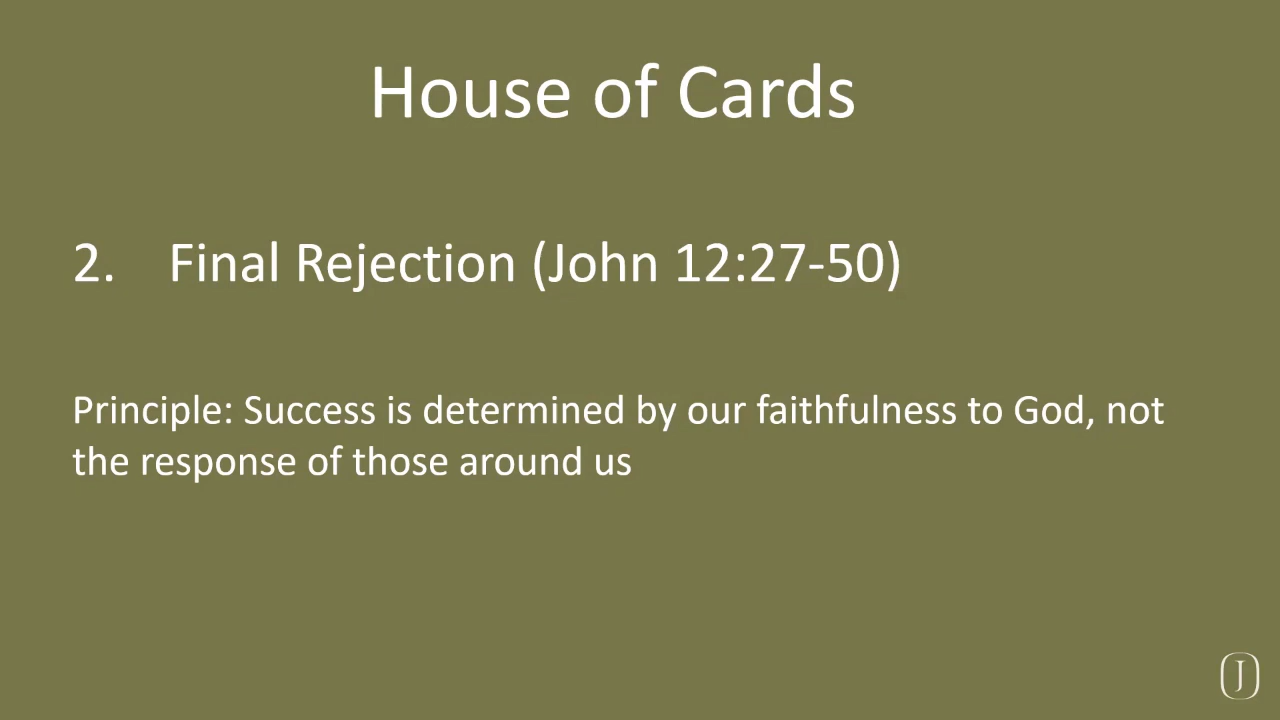 House of Cards
2. Final Rejection (John 12:27-50)
Principle: Success is determined by our faithfulness to God, not
the response of those around us
J